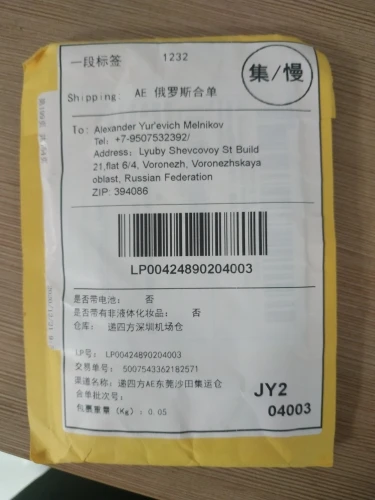 一段标签 1232
集/慢
Shipping: AE 俄罗斯合单
To: Alexander Yur'evich Melnikov
Tel: +7-9507532392/
Address: Lyuby Shevcovoy St Build
21,flat 6/4, Voronezh, Voronezhskaya
oblast, Russian Federation
ZIP: 394086
LP00424890204003
是否带电池: 否
是否带有非液体化妆品: 否
仓库: 递四方深圳机场仓
LP号: LP00424890204003
交易单号: 5007543362182571
渠道名称: 递四方AE东莞沙田集运仓
合单批次号:
包裹重量 (Kg): 0.05
JY2
04003